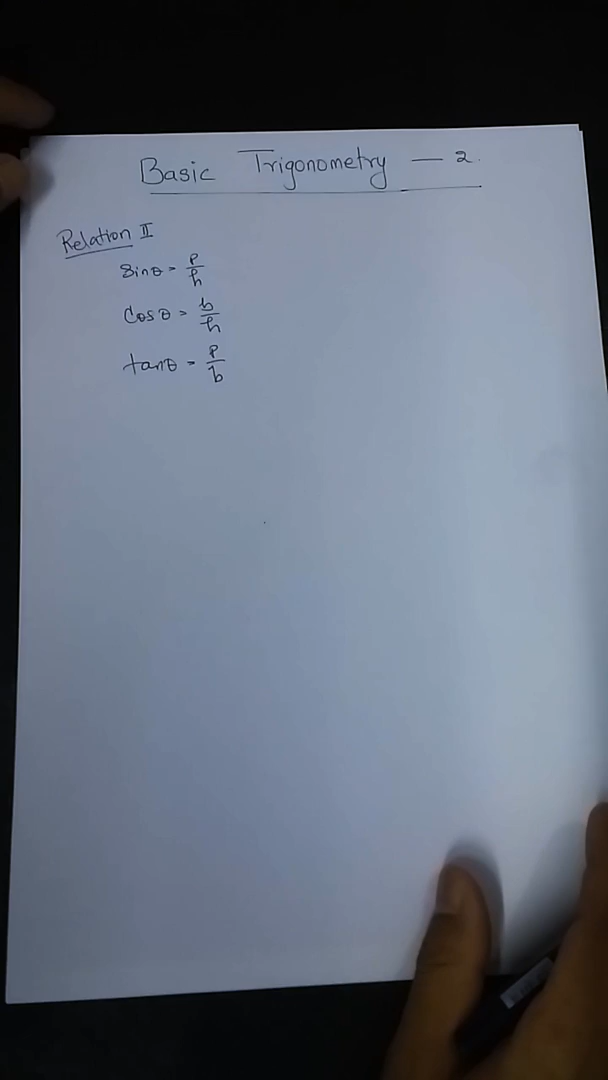 Basic Trigonometry — 2.
Relation II
Sinθ = P/h
Cosθ = b/h
tanθ = P/b